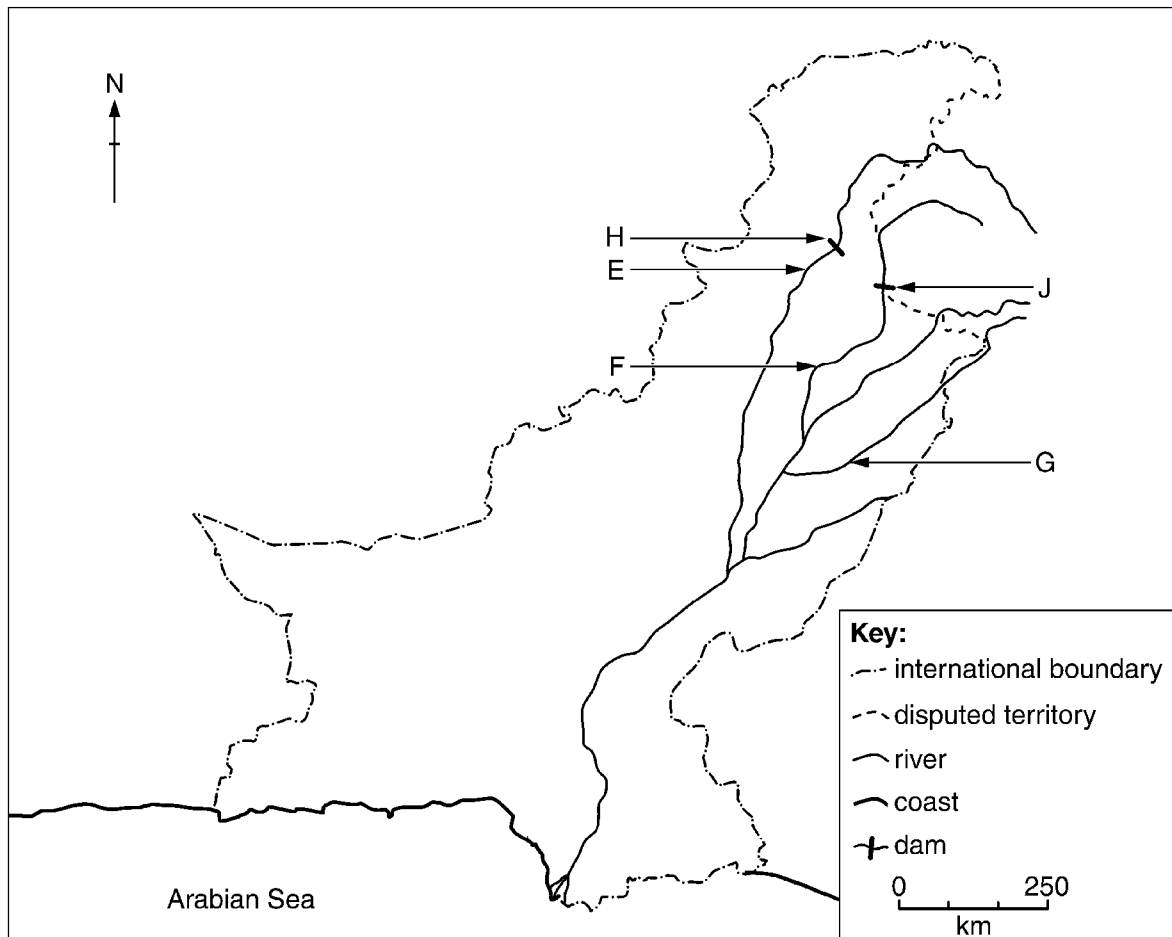 N
H
E
J
F
G
Key:
international boundary
disputed territory
river
coast
dam
0 250
km
Arabian Sea